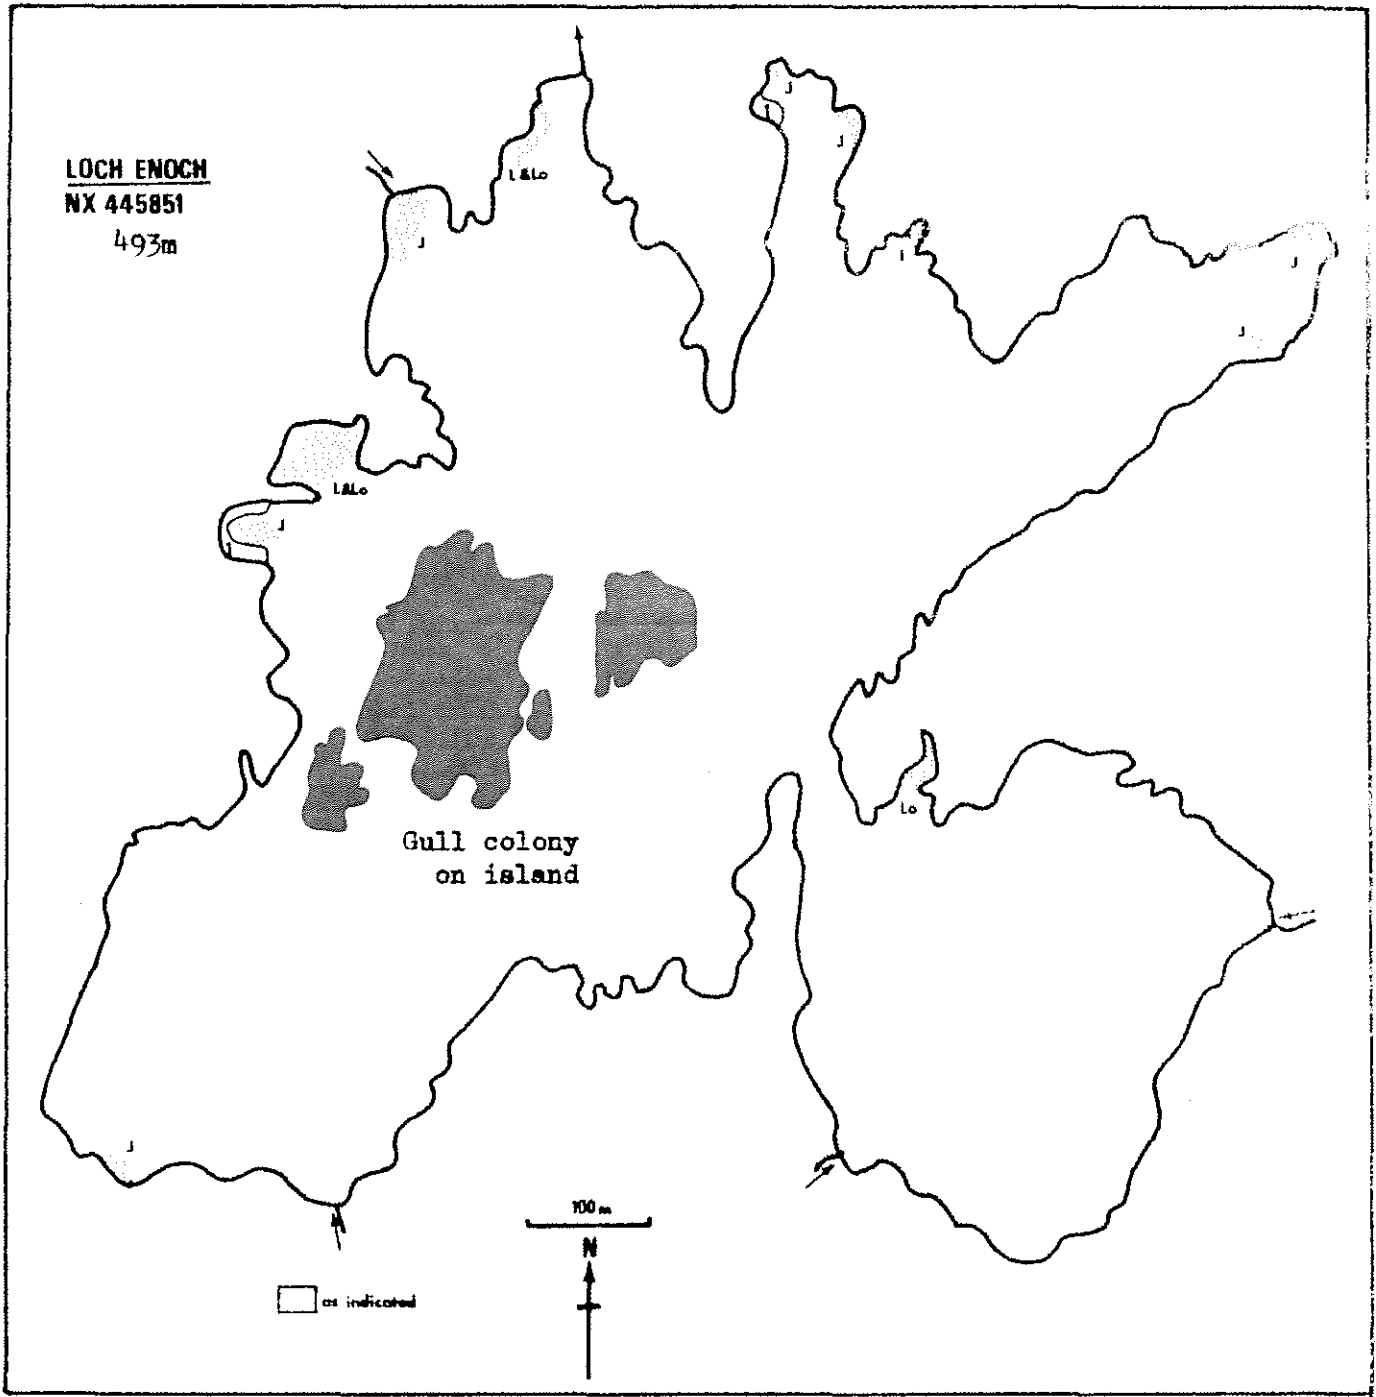 LOCH ENOCH
NX 445851
493m
J
J
L &Lo
J
J
I
J
J
L&Lo
J
Lo
Gull colony
on island
J
100 m
N
as indicated